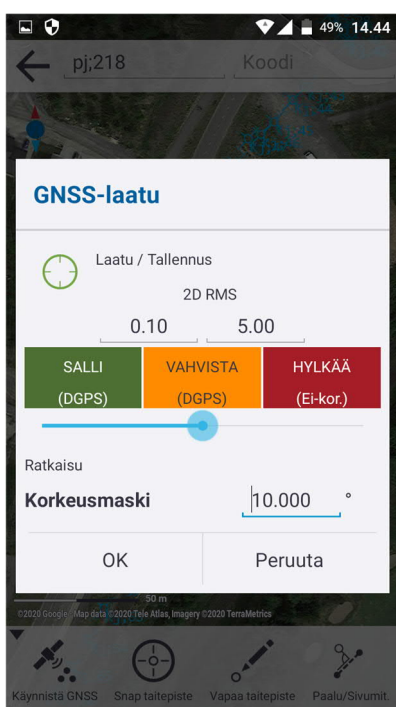 49% 14.44
pj;218 Koodi
GNSS-laatu
Laatu / Tallennus
2D RMS
0.10 5.00
SALLI VAHVISTA HYLKÄÄ
(DGPS) (DGPS) (Ei-kor.)
Ratkaisu
Korkeusmaski 10.000 °
OK Peruuta
50 m
©2020 Google, Map data ©2020 Tele Atlas, Imagery ©2020 TerraMetrics
Käynnistä GNSS Snap taitepiste Vapaa taitepiste Paalu/Sivumit.